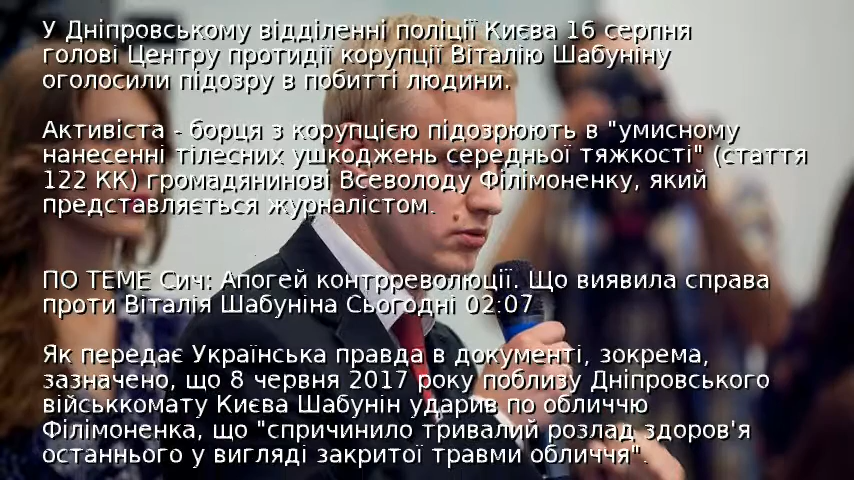 У Дніпровському відділенні поліції Києва 16 серпня
голові Центру протидії корупції Віталію Шабуніну
оголосили підозру в побитті людини.
Активіста - борця з корупцією підозрюють в "умисному
нанесенні тілесних ушкоджень середньої тяжкості" (стаття
122 КК) громадянинові Всеволоду Філімоненку, який
представляється журналістом.
ПО ТЕМЕ Сич: Апогей контрреволюції. Що виявила справа
проти Віталія Шабуніна Сьогодні 02:07
Як передає Українська правда в документі, зокрема,
зазначено, що 8 червня 2017 року поблизу Дніпровського
військкомату Києва Шабунін ударив по обличчю
Філімоненка, що "спричинило тривалий розлад здоров'я
останнього у вигляді закритої травми обличчя".